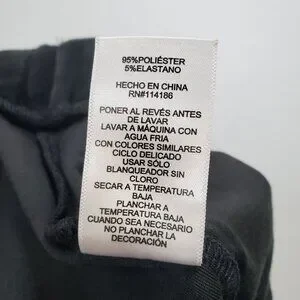 95%POLIÉSTER
5%ELASTANO
HECHO EN CHINA
RN#114186
PONER AL REVÉS ANTES
DE LAVAR
LAVAR A MÁQUINA CON
AGUA FRIA
CON COLORES SIMILARES
CICLO DELICADO
USAR SÓLO
BLANQUEADOR SIN
CLORO
SECAR A TEMPERATURA
BAJA
PLANCHAR A
TEMPERATURA BAJA
CUANDO SEA NECESARIO
NO PLANCHAR LA
DECORACIÓN